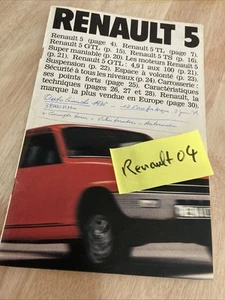 RENAULT 5
Renault 5 (page 4). Renault 5 TL (page 7).
Renault 5 GTL (p. 15). Renault 5 TS (p. 16).
Super maniable (p. 20). Les moteurs Renault 5
(p. 21). Renault 5 GTL : 4,9 l aux 100 (p. 21).
Suspension (p. 22). Espace à volonté (p. 23).
Sécurité à tous les niveaux (p. 24). Carrosserie :
ses points forts (page 25). Caractéristiques
techniques (pages 26, 27 et 28). Renault, la
marque la plus vendue en Europe (page 30).
Renault 04